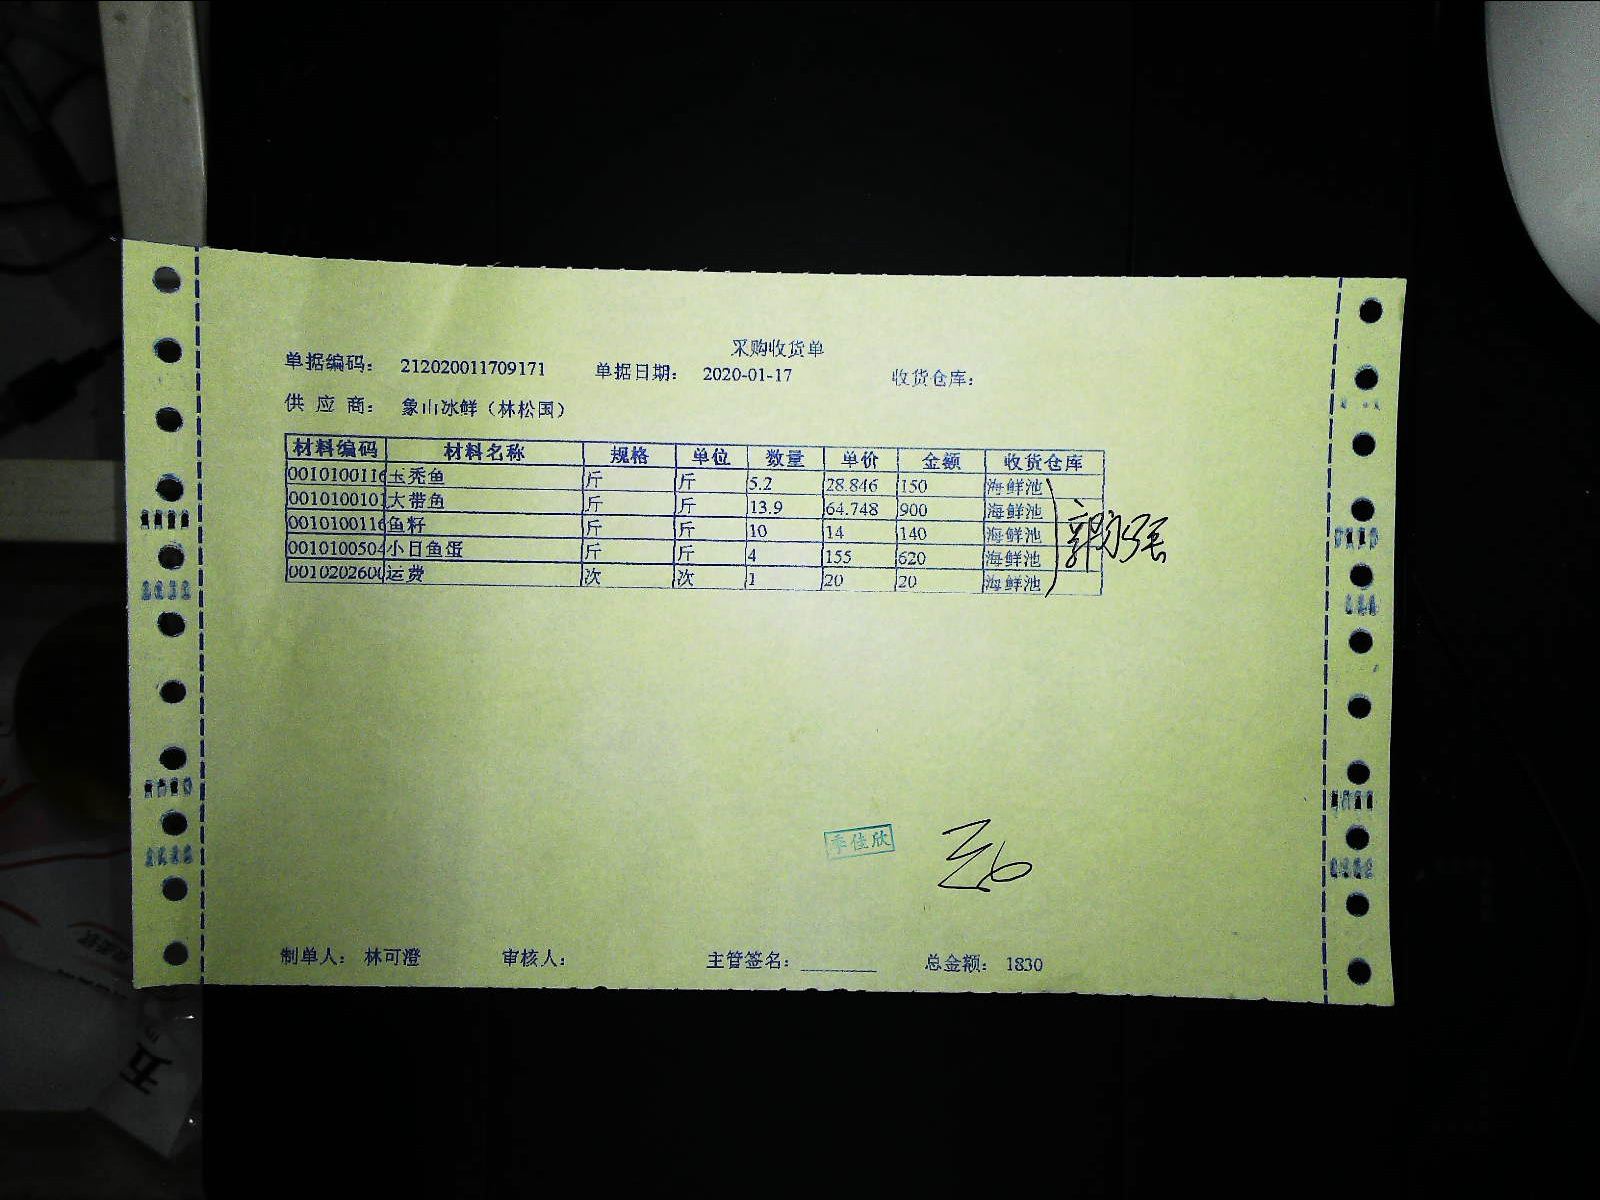 采购收货单
单据编码： 212020011709171 单据日期： 2020-01-17 收货仓库：
供 应 商： 象山冰鲜（林松国）
材料编码 材料名称 规格 单位 数量 单价 金额 收货仓库
0010100116 玉秃鱼 斤 斤 5.2 28.846 150 海鲜池
0010100101 大带鱼 斤 斤 13.9 64.748 900 海鲜池
0010100116 鱼籽 斤 斤 10 14 140 海鲜池
0010100504 小目鱼蛋 斤 斤 4 155 620 海鲜池
001020260 运费 次 次 1 20 20 海鲜池
季佳欣
制单人： 林可澄 审核人： 主管签名： 总金额： 1830
五